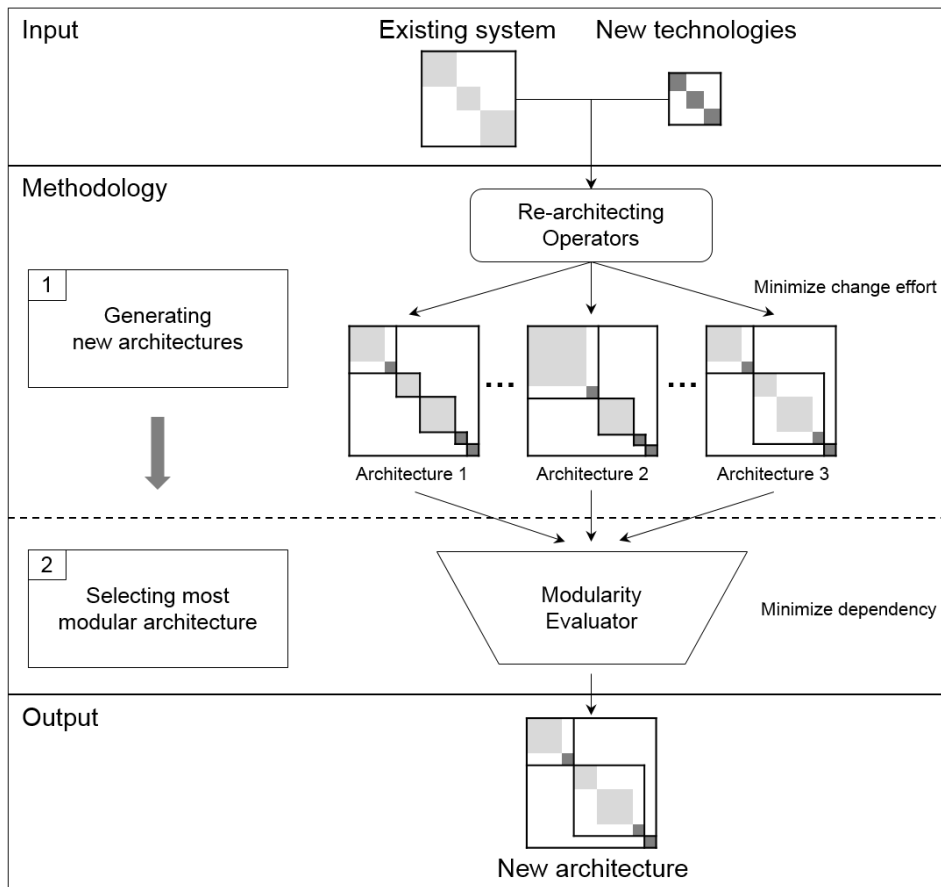 Input
Existing system
New technologies
Methodology
Re-architecting
Operators
1
Generating
new architectures
Minimize change effort
...
...
Architecture 1
Architecture 2
Architecture 3
2
Selecting most
modular architecture
Modularity
Evaluator
Minimize dependency
Output
New architecture